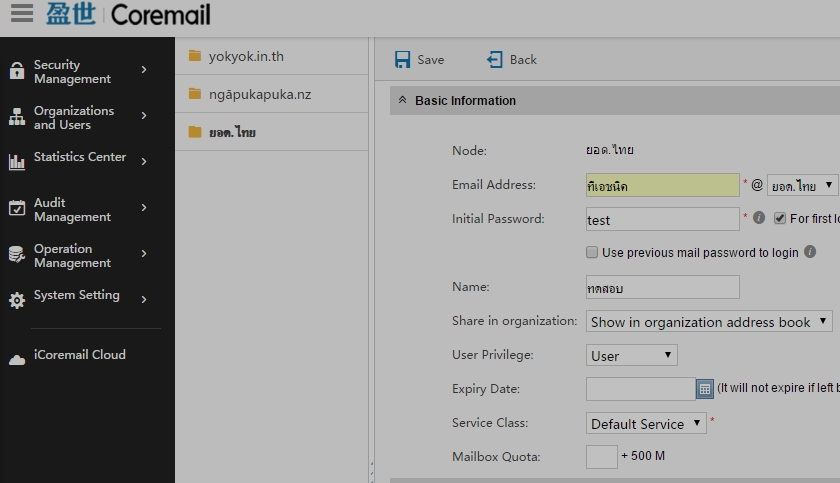 盈世 Coremail
Security Management
Organizations and Users
Statistics Center
Audit Management
Operation Management
System Setting
iCoremail Cloud
yokyok.in.th
ngāpukapuka.nz
ยอด.ไทย
Save Back
Basic Information
Node: ยอด.ไทย
Email Address: ทีเอชนิค * @ ยอด.ไทย
Initial Password: test * For first lo
Use previous mail password to login
Name: ทดสอบ
Share in organization: Show in organization address book
User Privilege: User
Expiry Date: (It will not expire if left b
Service Class: Default Service *
Mailbox Quota: + 500 M